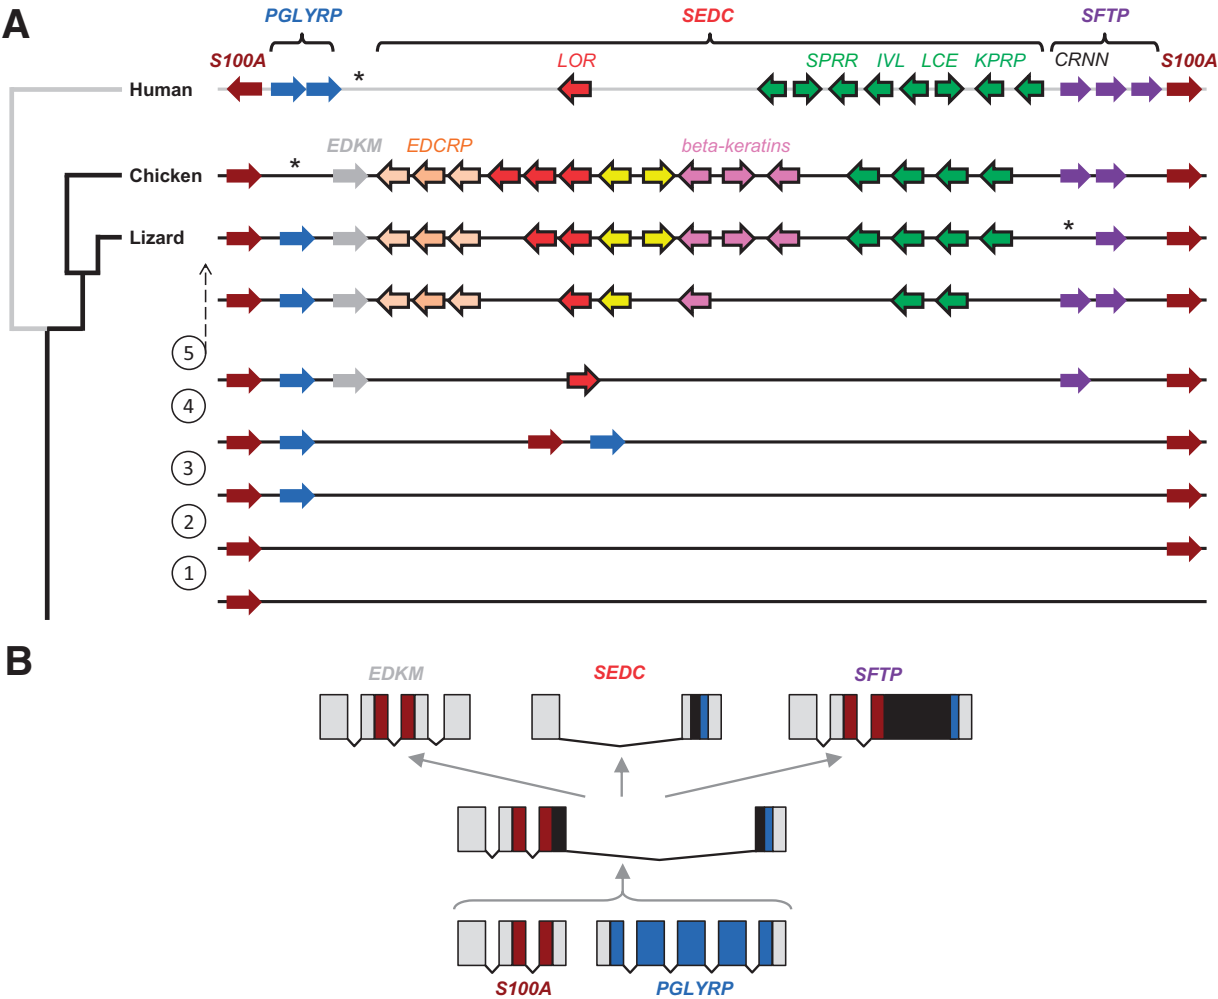 A
PGLYRP SEDC SFTP
S100A LOR SPRR IVL LCE KPRP CRNN S100A
Human *
EDKM EDCRP beta-keratins
Chicken *
Lizard *
5
4
3
2
1
B
EDKM SEDC SFTP
S100A PGLYRP